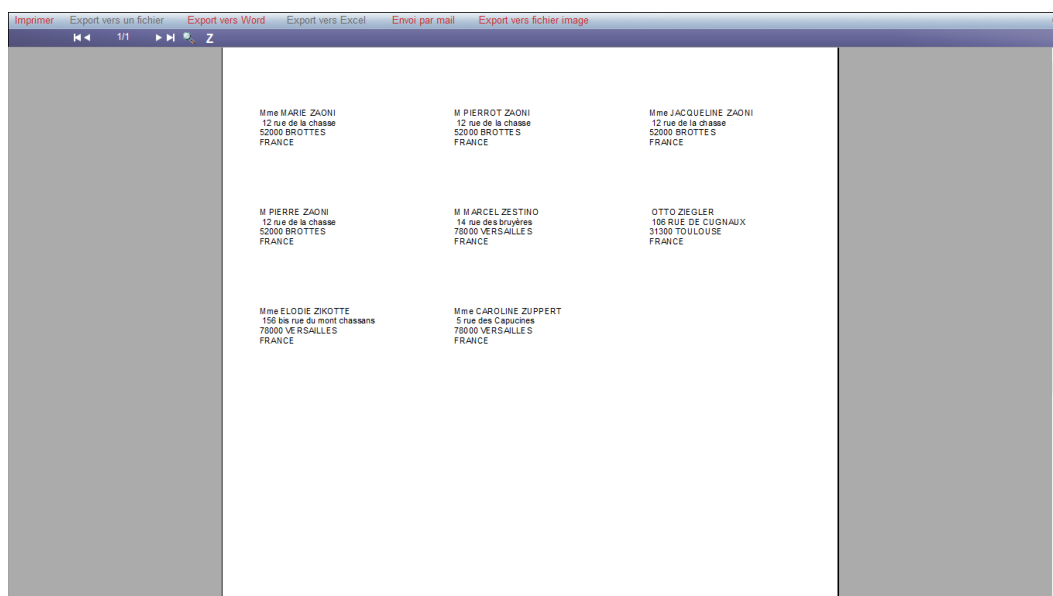 Imprimer Export vers un fichier Export vers Word Export vers Excel Envoi par mail Export vers fichier image
1/1 Z
Mme MARIE ZAONI
12 rue de la chasse
52000 BROTTES
FRANCE
M PIERROT ZAONI
12 rue de la chasse
52000 BROTTES
FRANCE
Mme JACQUELINE ZAONI
12 rue de la chasse
52000 BROTTES
FRANCE
M PIERRE ZAONI
12 rue de la chasse
52000 BROTTES
FRANCE
M MARCEL ZESTINO
14 rue des bruyères
78000 VERSAILLES
FRANCE
OTTO ZIEGLER
106 RUE DE CUGNAUX
31300 TOULOUSE
FRANCE
Mme ELODIE ZIKOTTE
156 bis rue du mont chassans
78000 VERSAILLES
FRANCE
Mme CAROLINE ZUPPERT
5 rue des Capucines
78000 VERSAILLES
FRANCE